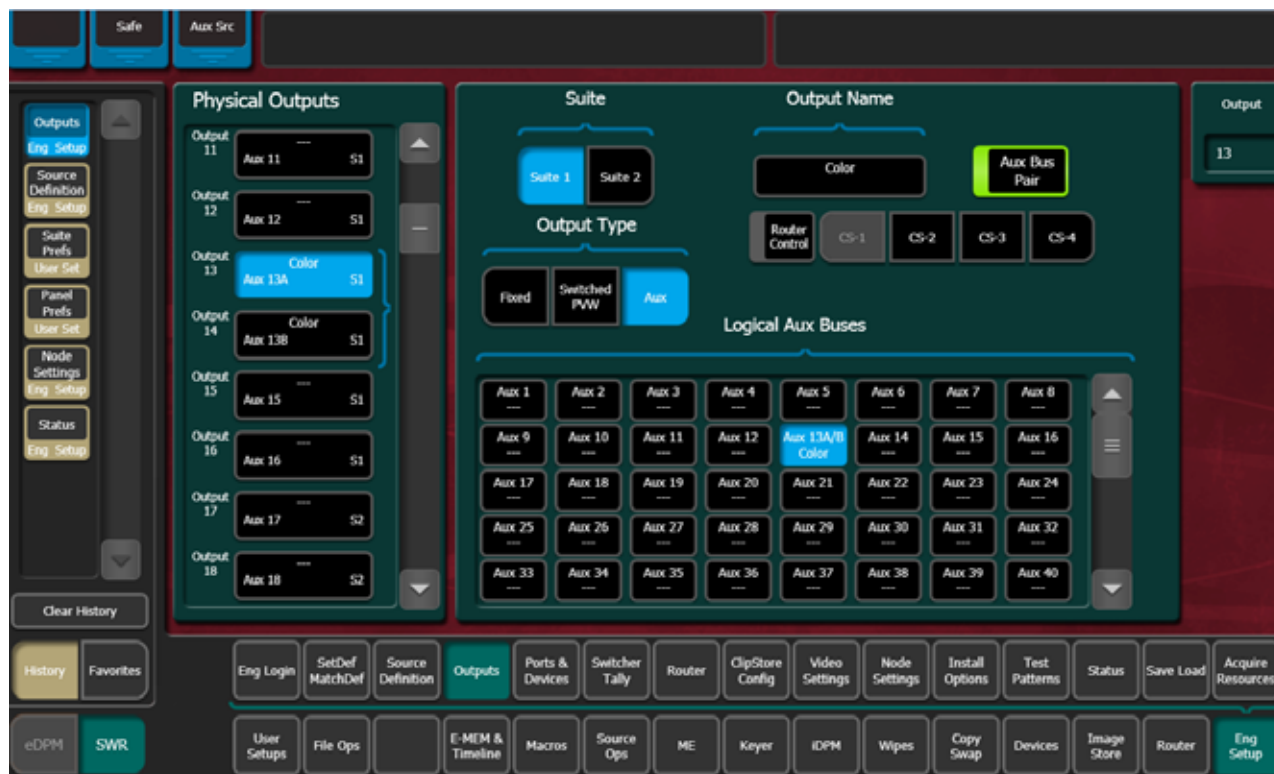 Safe
Aux Src
Outputs
Eng Setup
Source
Definition
Eng Setup
Suite
Prefs
User Set
Panel
Prefs
User Set
Node
Settings
Eng Setup
Status
Eng Setup
Clear History
History
Favorites
eDPM
SWR
Physical Outputs
Output
11
---
Aux 11 S1
Output
12
---
Aux 12 S1
Output
13
Color
Aux 13A S1
Output
14
Color
Aux 13B S1
Output
15
---
Aux 15 S1
Output
16
---
Aux 16 S1
Output
17
---
Aux 17 S2
Output
18
---
Aux 18 S2
Suite
Suite 1
Suite 2
Output Type
Fixed
Switched
PVW
Aux
Output Name
Color
Aux Bus
Pair
Router
Control
CS-1
CS-2
CS-3
CS-4
Logical Aux Buses
Aux 1
---
Aux 2
---
Aux 3
---
Aux 4
---
Aux 5
---
Aux 6
---
Aux 7
---
Aux 8
---
Aux 9
---
Aux 10
---
Aux 11
---
Aux 12
---
Aux 13A/B
Color
Aux 14
---
Aux 15
---
Aux 16
---
Aux 17
---
Aux 18
---
Aux 19
---
Aux 20
---
Aux 21
---
Aux 22
---
Aux 23
---
Aux 24
---
Aux 25
---
Aux 26
---
Aux 27
---
Aux 28
---
Aux 29
---
Aux 30
---
Aux 31
---
Aux 32
---
Aux 33
---
Aux 34
---
Aux 35
---
Aux 36
---
Aux 37
---
Aux 38
---
Aux 39
---
Aux 40
---
Output
13
Eng Login
SetDef
MatchDef
Source
Definition
Outputs
Ports &
Devices
Switcher
Tally
Router
ClipStore
Config
Video
Settings
Node
Settings
Install
Options
Test
Patterns
Status
Save Load
Acquire
Resources
User
Setups
File Ops
E-MEM &
Timeline
Macros
Source
Ops
ME
Keyer
iDPM
Wipes
Copy
Swap
Devices
Image
Store
Router
Eng
Setup